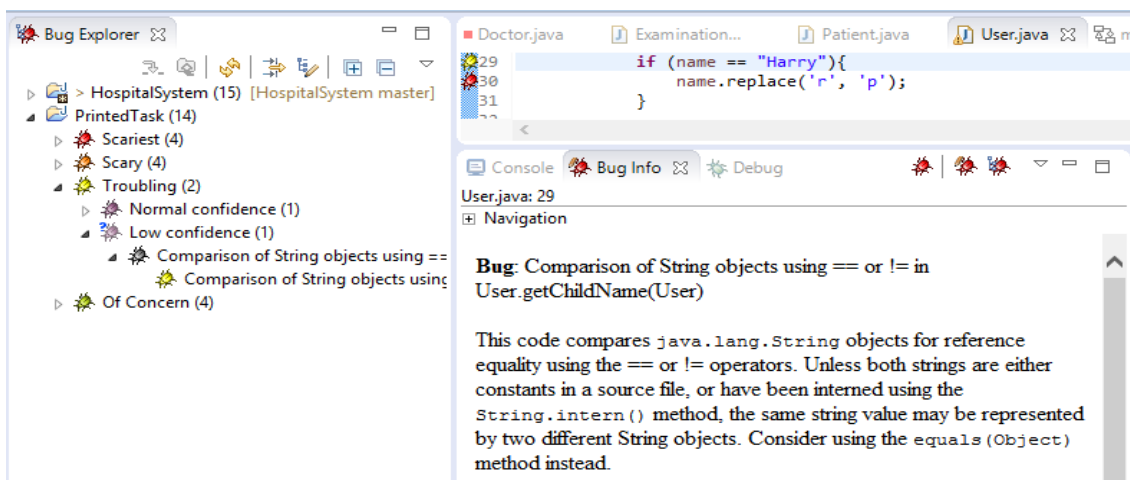 Bug Explorer
> HospitalSystem (15) [HospitalSystem master]
PrintedTask (14)
Scariest (4)
Scary (4)
Troubling (2)
Normal confidence (1)
Low confidence (1)
Comparison of String objects using ==
Comparison of String objects using
Of Concern (4)
Doctor.java Examination... Patient.java User.java m
29 if (name == "Harry"){
30 name.replace('r', 'p');
31 }
Console Bug Info Debug
User.java: 29
Navigation
Bug: Comparison of String objects using == or != in
User.getChildName(User)
This code compares java.lang.String objects for reference
equality using the == or != operators. Unless both strings are either
constants in a source file, or have been interned using the
String.intern() method, the same string value may be represented
by two different String objects. Consider using the equals(Object)
method instead.